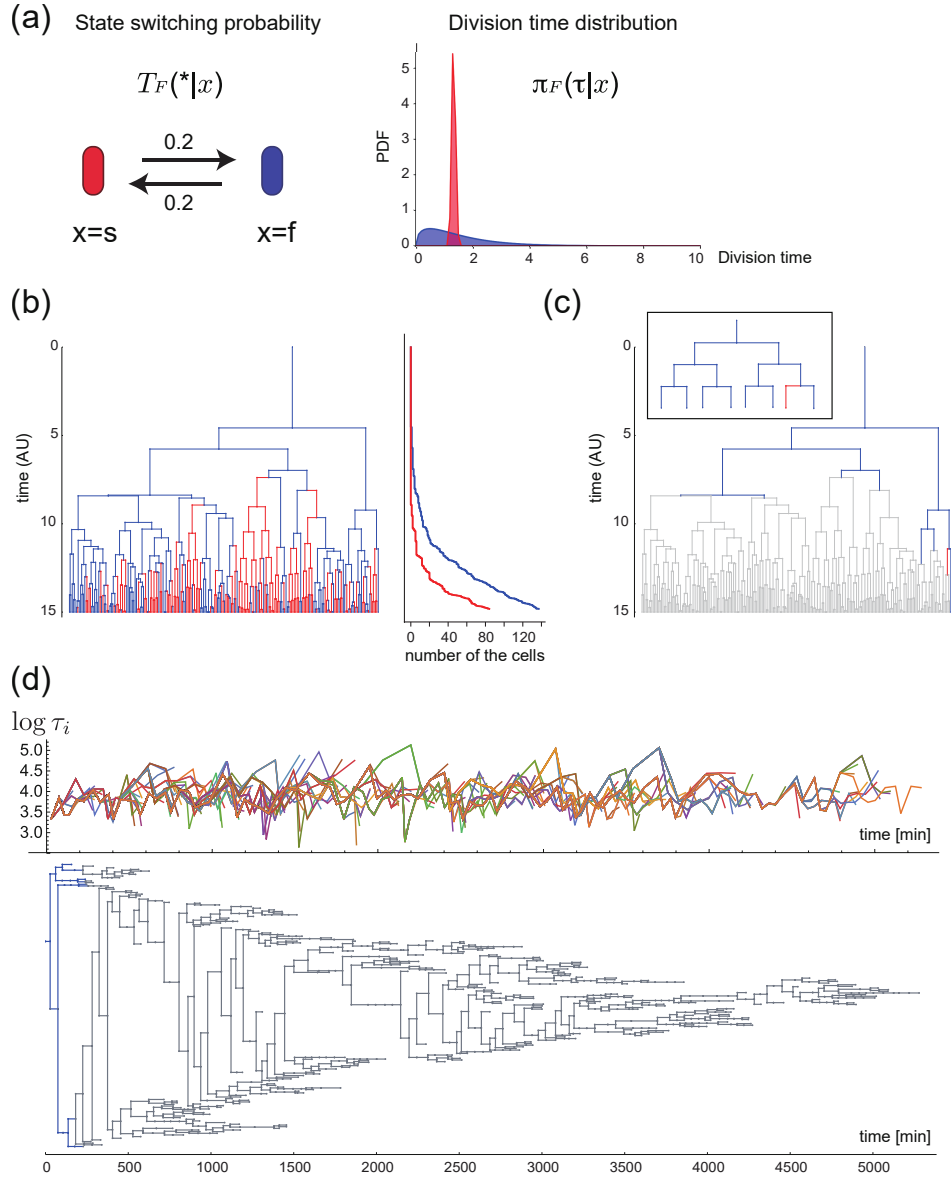 (a)
State switching probability
Division time distribution
T_F(*|x)
π_F(τ|x)
0.2
0.2
x=s
x=f
PDF
5
4
3
2
1
0
0 2 4 6 8 10
Division time
(b)
(c)
0
5
10
15
time (AU)
0 40 80 120
number of the cells
0
5
10
15
time (AU)
(d)
log τ_i
5.0
4.5
4.0
3.5
3.0
time [min]
time [min]
0 500 1000 1500 2000 2500 3000 3500 4000 4500 5000